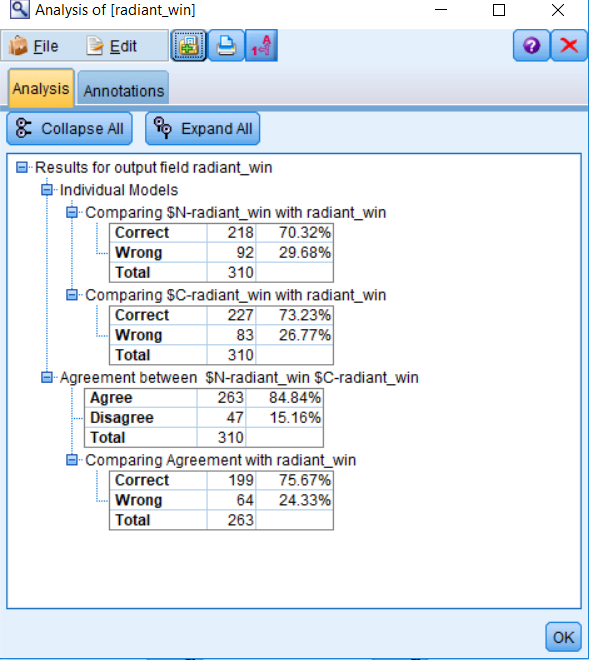 Analysis of [radiant_win]
File Edit
Analysis Annotations
Collapse All Expand All
Results for output field radiant_win
Individual Models
Comparing $N-radiant_win with radiant_win
Correct 218 70.32%
Wrong 92 29.68%
Total 310
Comparing $C-radiant_win with radiant_win
Correct 227 73.23%
Wrong 83 26.77%
Total 310
Agreement between $N-radiant_win $C-radiant_win
Agree 263 84.84%
Disagree 47 15.16%
Total 310
Comparing Agreement with radiant_win
Correct 199 75.67%
Wrong 64 24.33%
Total 263
OK